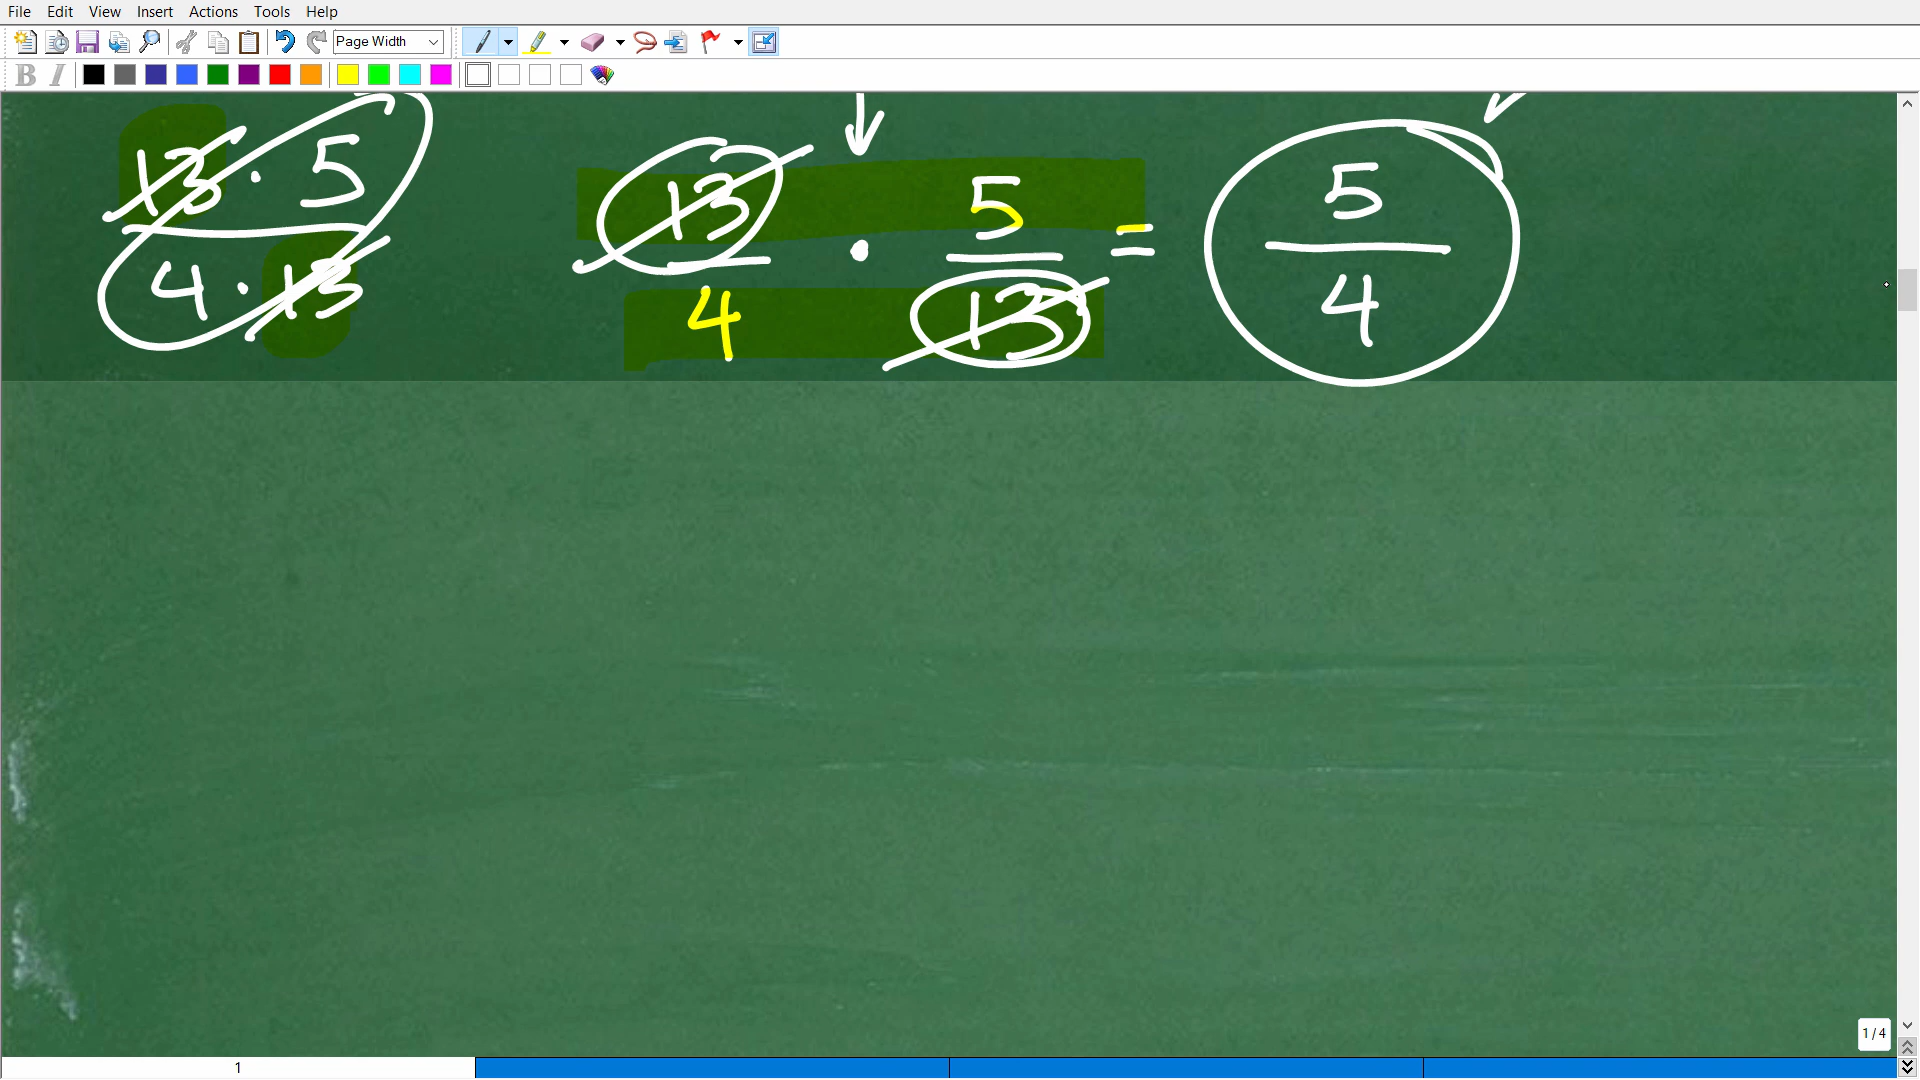 File Edit View Insert Actions Tools Help
Page Width
B I
13 · 5
4 · 13
13 · 5 = 5
4 13 4
1 / 4
1